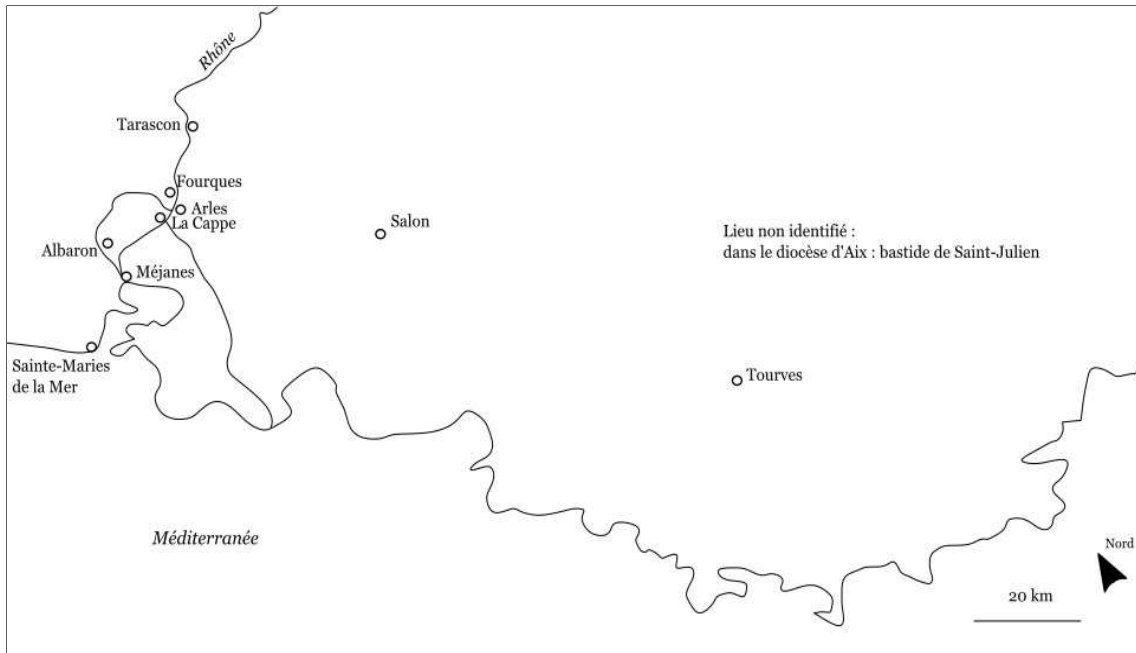 Rhône
Tarascon
Fourques
Arles
La Cappe
Albaron
Salon
Lieu non identifié :
dans le diocèse d'Aix : bastide de Saint-Julien
Méjanes
Sainte-Maries
de la Mer
Tourves
Méditerranée
Nord
20 km